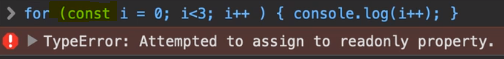 for (const i = 0; i<3; i++ ) { console.log(i++); }
TypeError: Attempted to assign to readonly property.